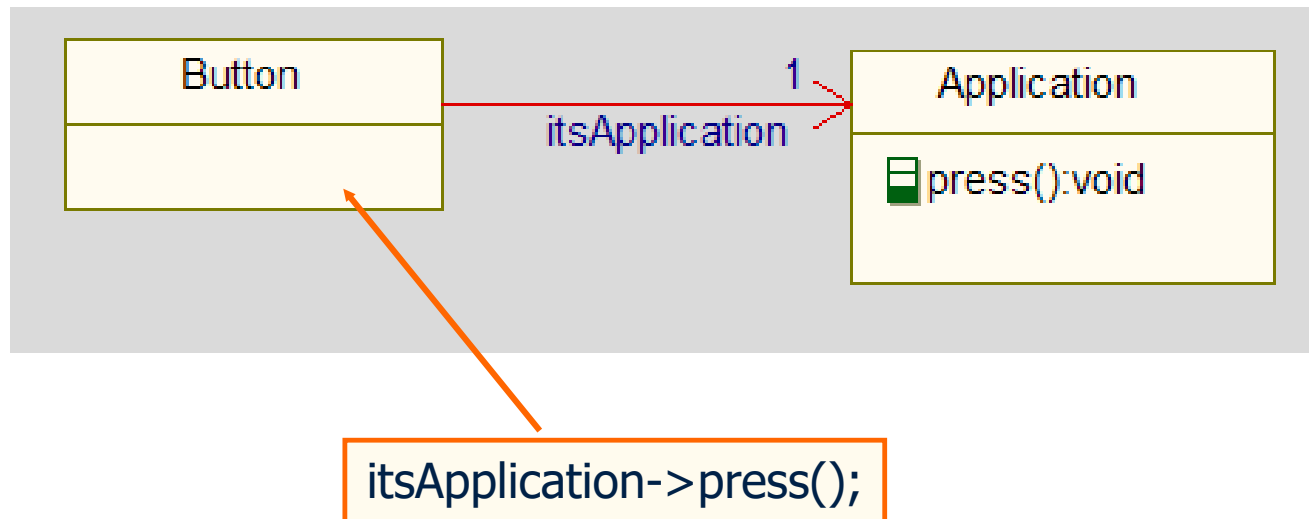 Button
1
itsApplication
Application
press():void
itsApplication->press();